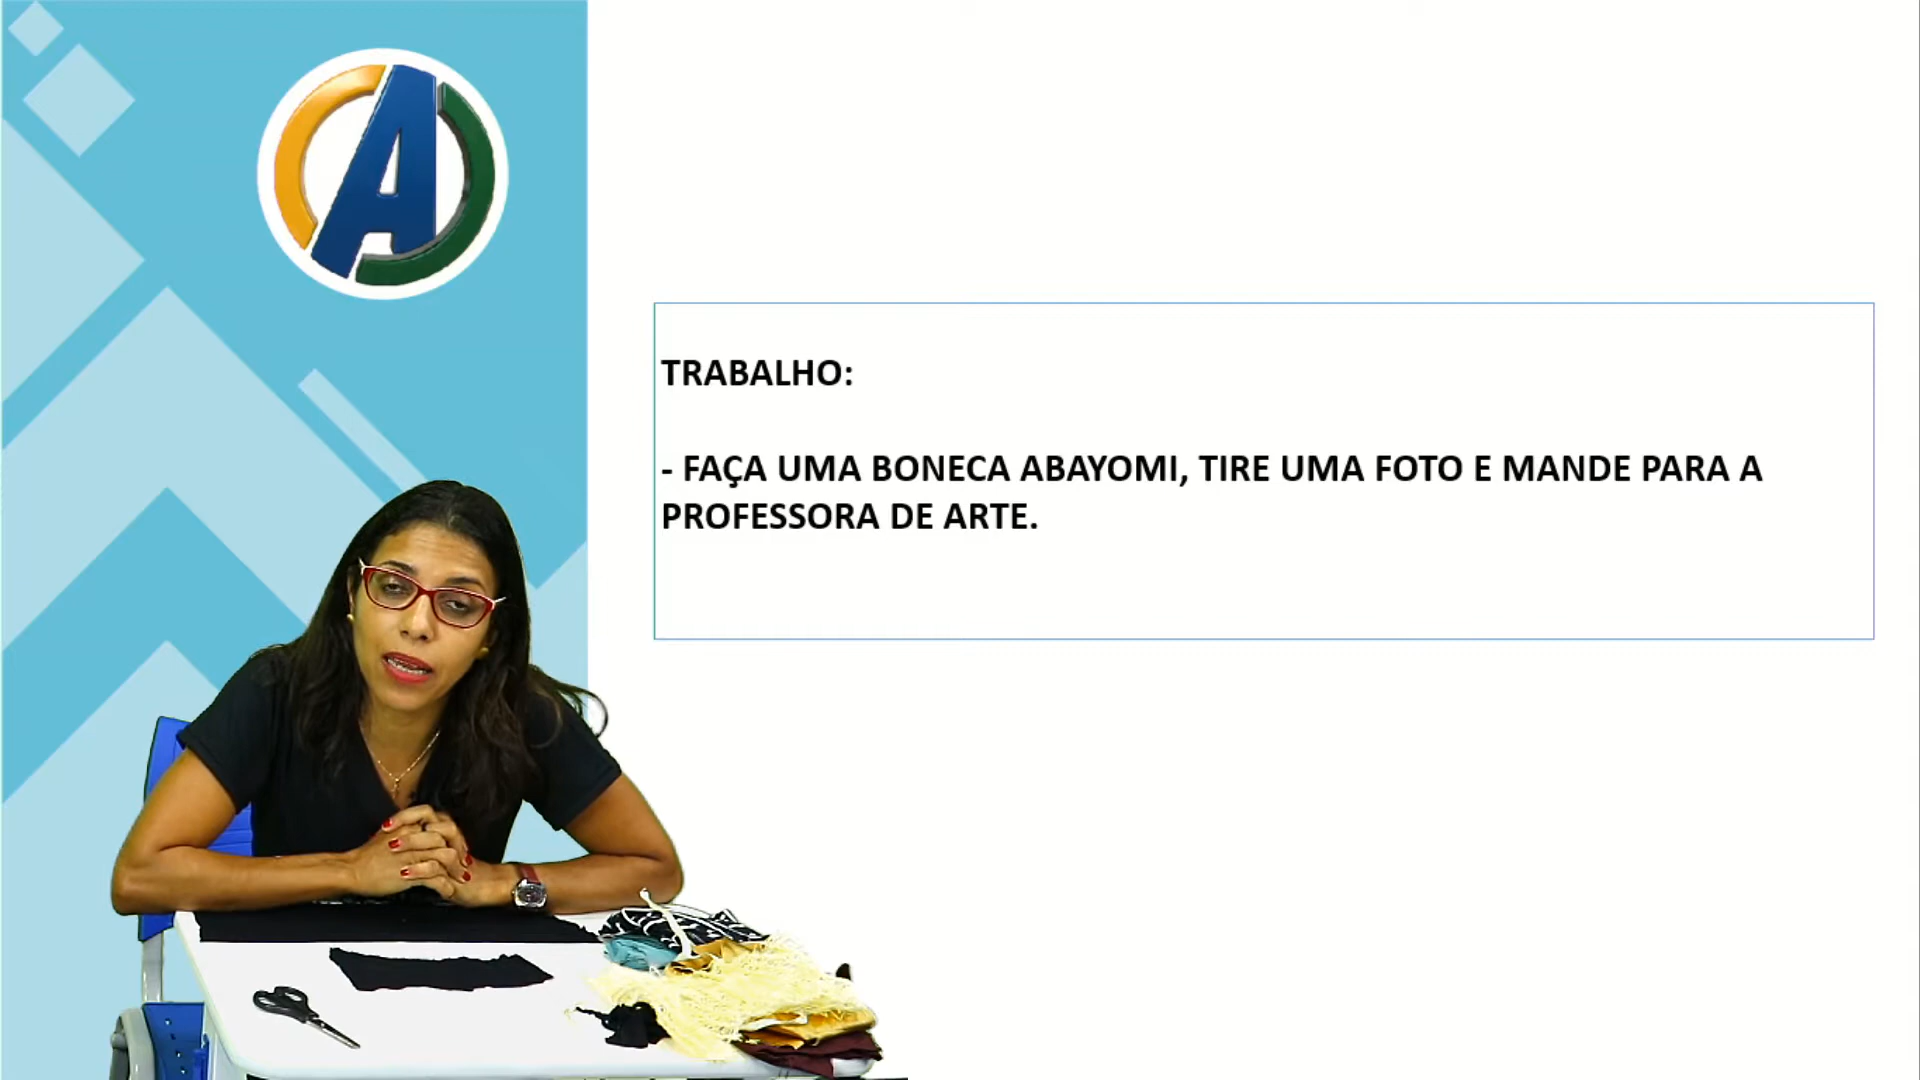 A
TRABALHO:
- FAÇA UMA BONECA ABAYOMI, TIRE UMA FOTO E MANDE PARA A
PROFESSORA DE ARTE.